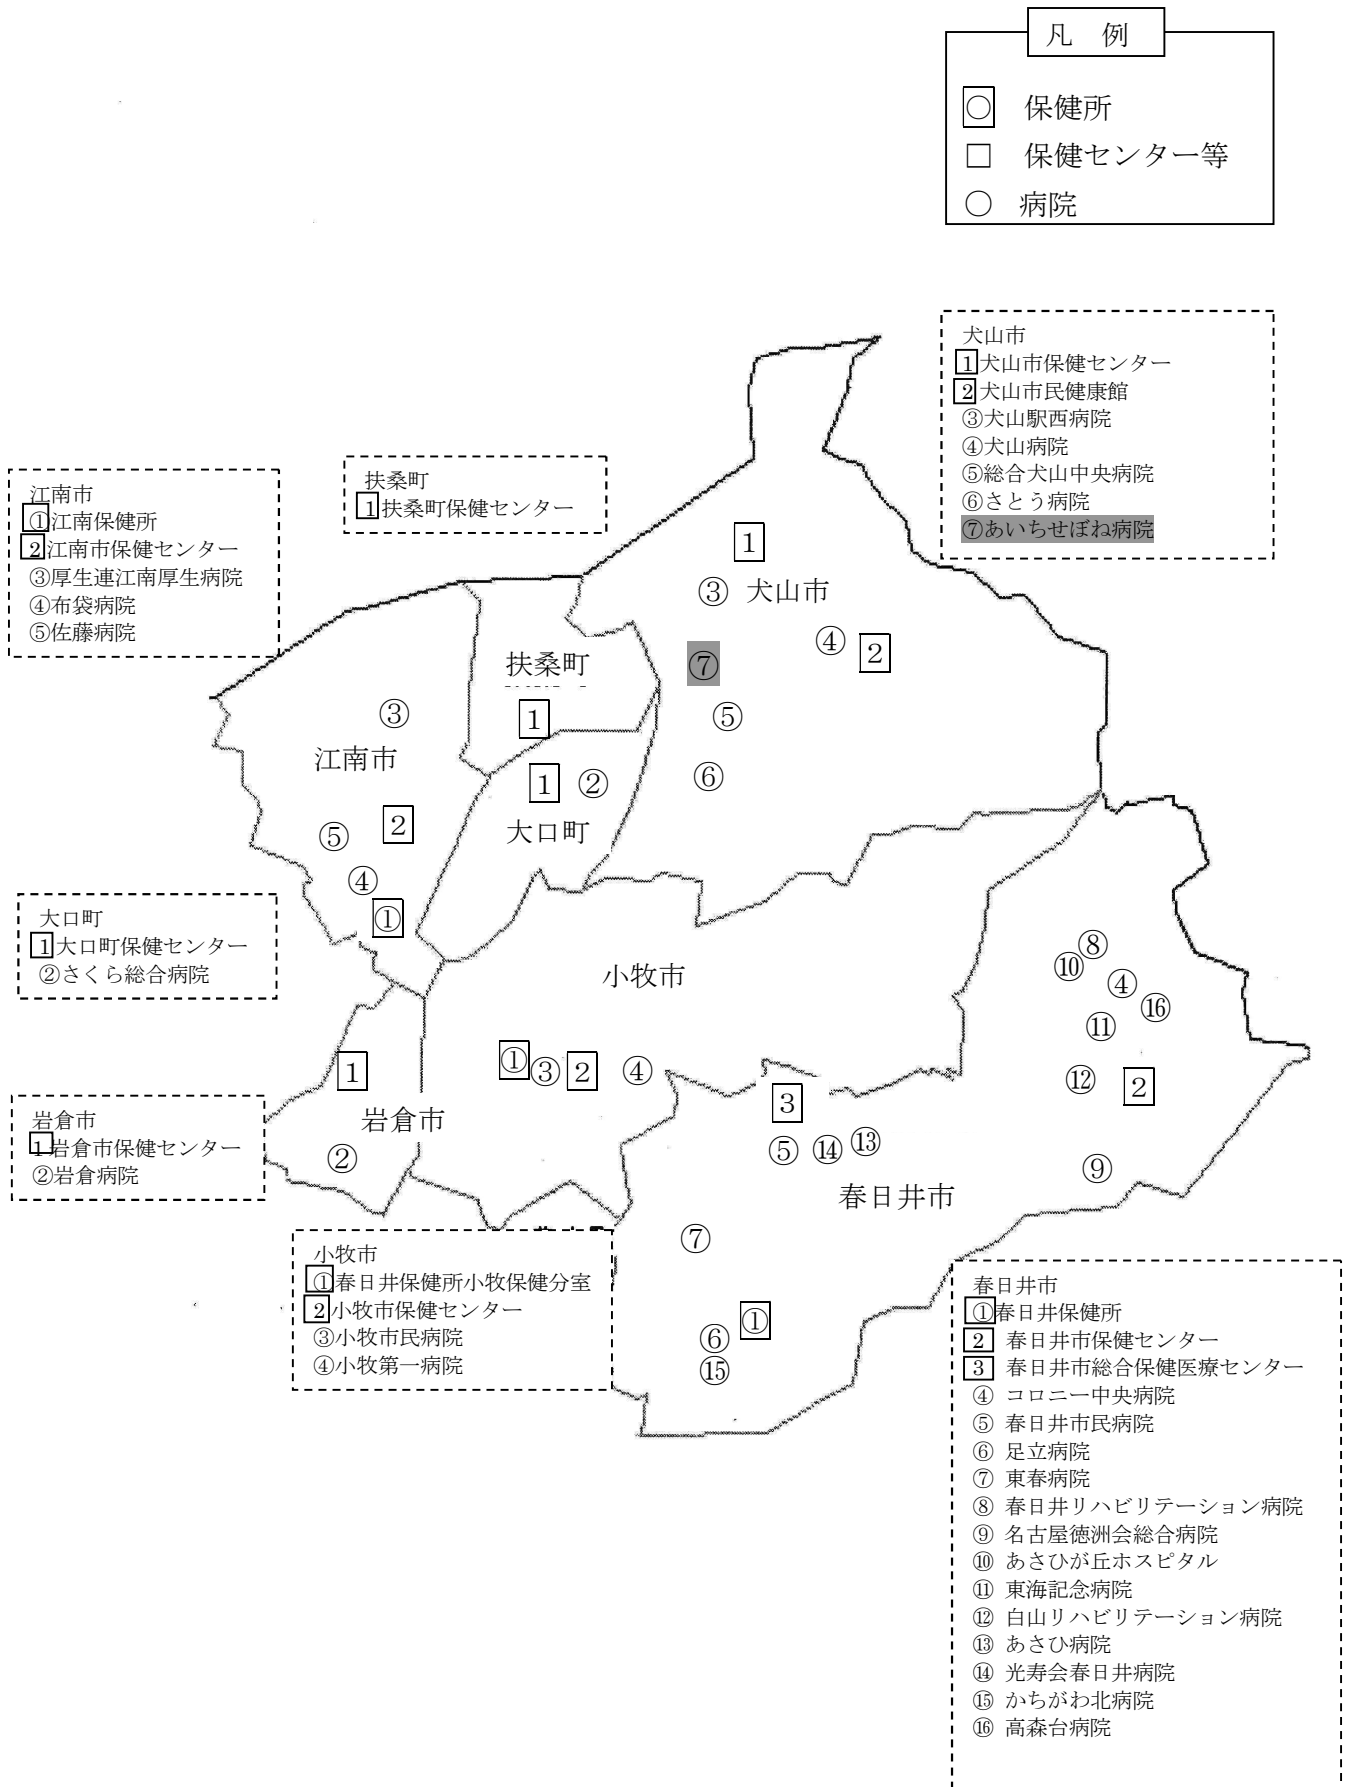 凡　例
○　保健所
□　保健センター等
○　病院
犬山市
1犬山市保健センター
2犬山市民健康館
③犬山駅西病院
④犬山病院
⑤総合犬山中央病院
⑥さとう病院
⑦あいちせぼね病院
扶桑町
1扶桑町保健センター
江南市
①江南保健所
2江南市保健センター
③厚生連江南厚生病院
④布袋病院
⑤佐藤病院
1
③ 犬山市
④ 2
⑦
扶桑町
③
1
⑤
江南市
1 ②
⑥
⑤ 2
大口町
④
①
大口町
1大口町保健センター
②さくら総合病院
小牧市
⑧
⑩
④
⑯
⑪
1
① ③ 2 ④
⑫ 2
3
岩倉市
⑤ ⑭ ⑬
②
⑨
春日井市
岩倉市
1岩倉市保健センター
②岩倉病院
⑦
①
⑥
⑮
小牧市
①春日井保健所小牧保健分室
2小牧市保健センター
③小牧市民病院
④小牧第一病院
春日井市
①春日井保健所
2 春日井市保健センター
3 春日井市総合保健医療センター
④ コロニー中央病院
⑤ 春日井市民病院
⑥ 足立病院
⑦ 東春病院
⑧ 春日井リハビリテーション病院
⑨ 名古屋徳洲会総合病院
⑩ あさひが丘ホスピタル
⑪ 東海記念病院
⑫ 白山リハビリテーション病院
⑬ あさひ病院
⑭ 光寿会春日井病院
⑮ かちがわ北病院
⑯ 高森台病院